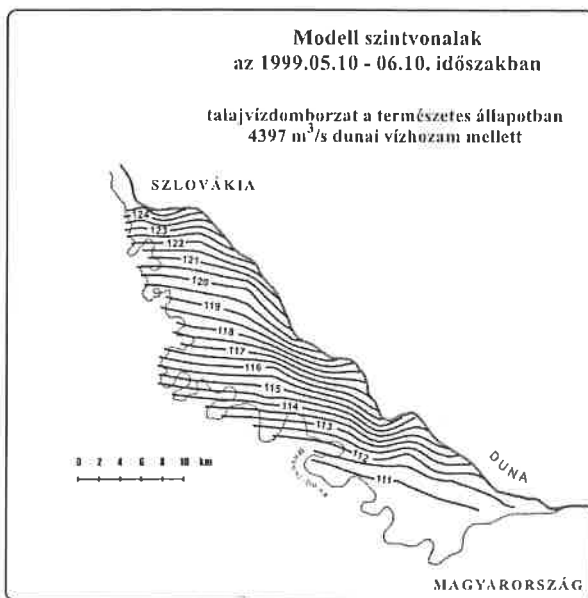 Modell szintvonalak
az 1999.05.10 - 06.10. időszakban
talajvízdomborzat a természetes állapotban
4397 m³/s dunai vízhozam mellett
SZLOVÁKIA
124
123
122
121
120
119
118
117
116
115
114
113
112
111
0 2 4 6 8 10 km
DUNA
MAGYARORSZÁG